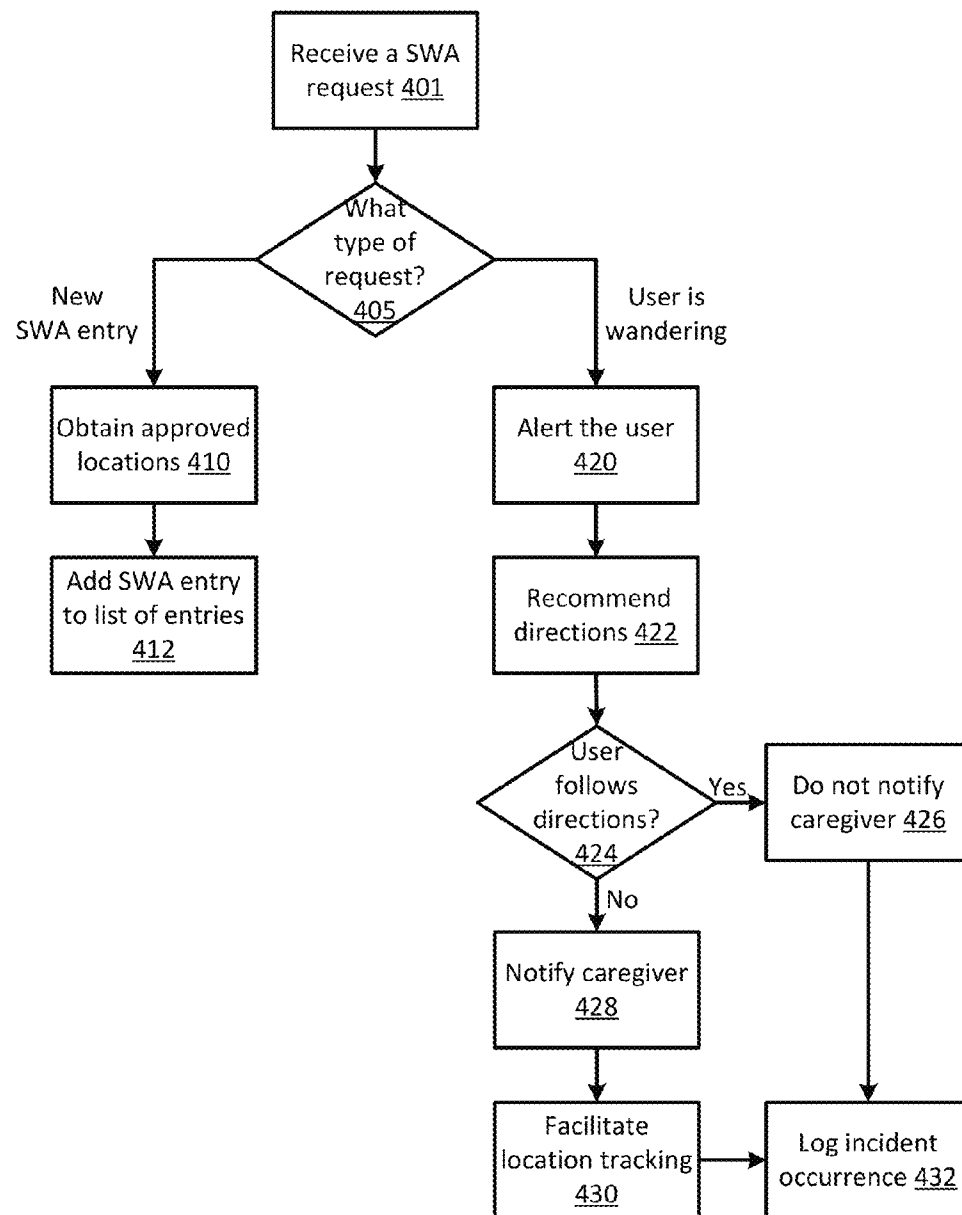 Receive a SWA
request 401
What
type of
request?
405
New
SWA entry
User is
wandering
Obtain approved
locations 410
Alert the user
420
Add SWA entry
to list of entries
412
Recommend
directions 422
User
follows
directions?
424
Yes
Do not notify
caregiver 426
No
Notify caregiver
428
Facilitate
location tracking
430
Log incident
occurrence 432